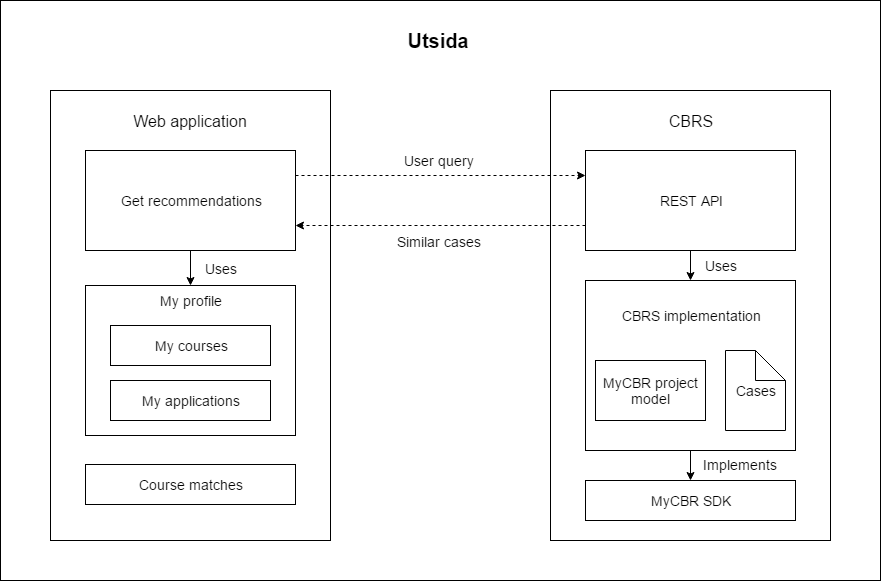 Utsida
Web application
Get recommendations
Uses
My profile
My courses
My applications
Course matches
User query
Similar cases
CBRS
REST API
Uses
CBRS implementation
MyCBR project
model
Cases
Implements
MyCBR SDK